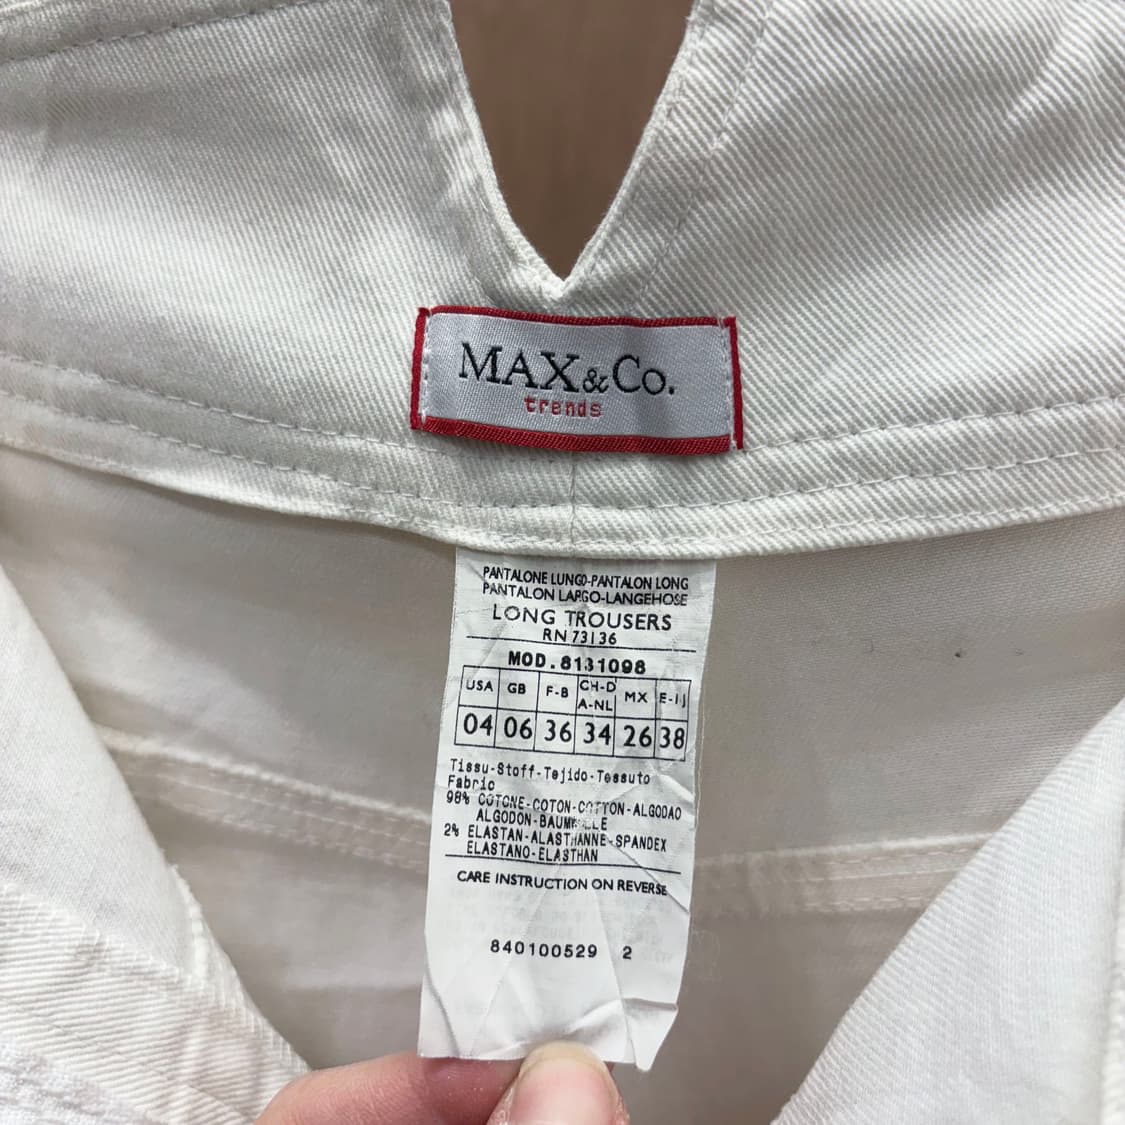 MAX&Co.
trends
PANTALONE LUNGO-PANTALON LONG
PANTALON LARGO-LANGEHOSE
LONG TROUSERS
RN 73136
MOD.8131098
USA GB F-B CH-D A-NL MX E-IJ
04 06 36 34 26 38
Tissu-Stoff-Tejido-Tessuto
Fabric
98% COTONE-COTON-COTTON-ALGODAO
ALGODON-BAUMWOLLE
2% ELASTAN-ALASTHANNE-SPANDEX
ELASTANO-ELASTHAN
CARE INSTRUCTION ON REVERSE
840100529 2